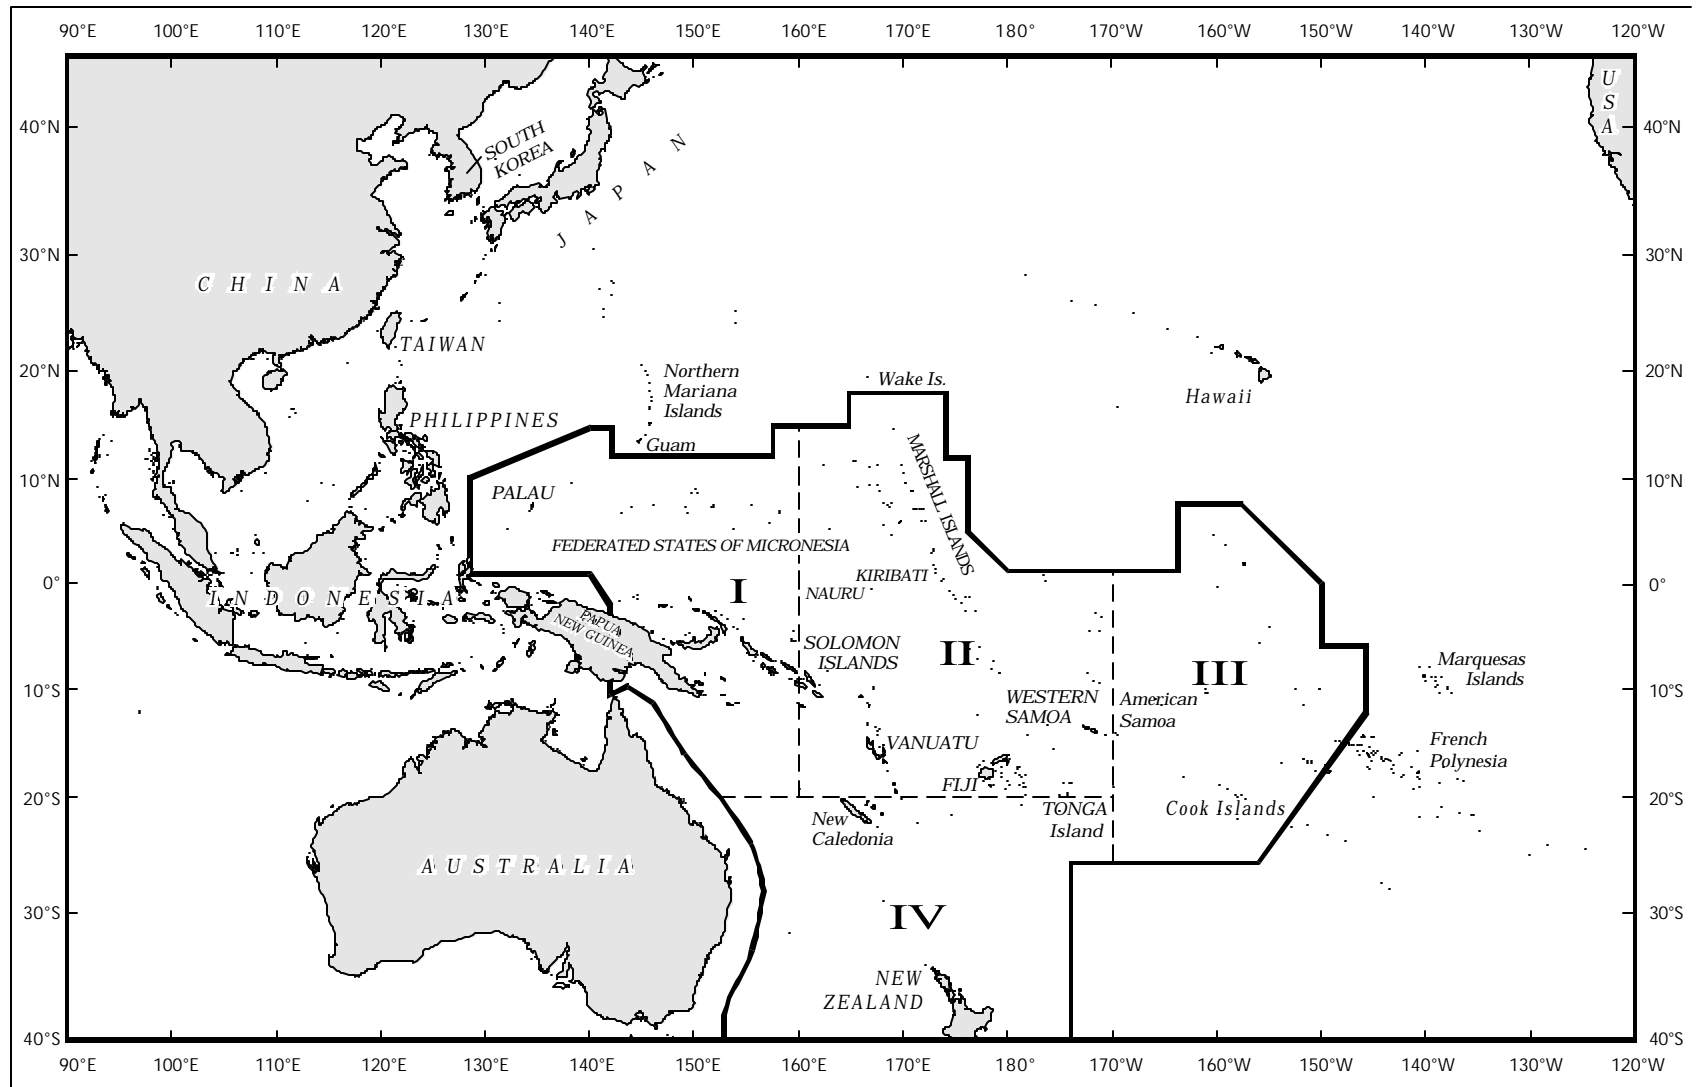 90°E 100°E 110°E 120°E 130°E 140°E 150°E 160°E 170°E 180° 170°W 160°W 150°W 140°W 130°W 120°W
U
S
A
40°N 40°N
SOUTH
KOREA
JAPAN
30°N 30°N
CHINA
TAIWAN
20°N 20°N
Northern
Mariana
Islands
Wake Is.
Hawaii
PHILIPPINES
Guam
MARSHALL ISLANDS
10°N 10°N
PALAU
FEDERATED STATES OF MICRONESIA
KIRIBATI
0° 0°
INDONESIA
I
NAURU
PAPUA
NEW GUINEA
SOLOMON
ISLANDS
II
III
Marquesas
Islands
10°S 10°S
WESTERN
SAMOA
American
Samoa
VANUATU
French
Polynesia
FIJI
20°S 20°S
New
Caledonia
TONGA
Island
Cook Islands
AUSTRALIA
30°S 30°S
IV
NEW
ZEALAND
40°S 40°S
90°E 100°E 110°E 120°E 130°E 140°E 150°E 160°E 170°E 180° 170°W 160°W 150°W 140°W 130°W 120°W